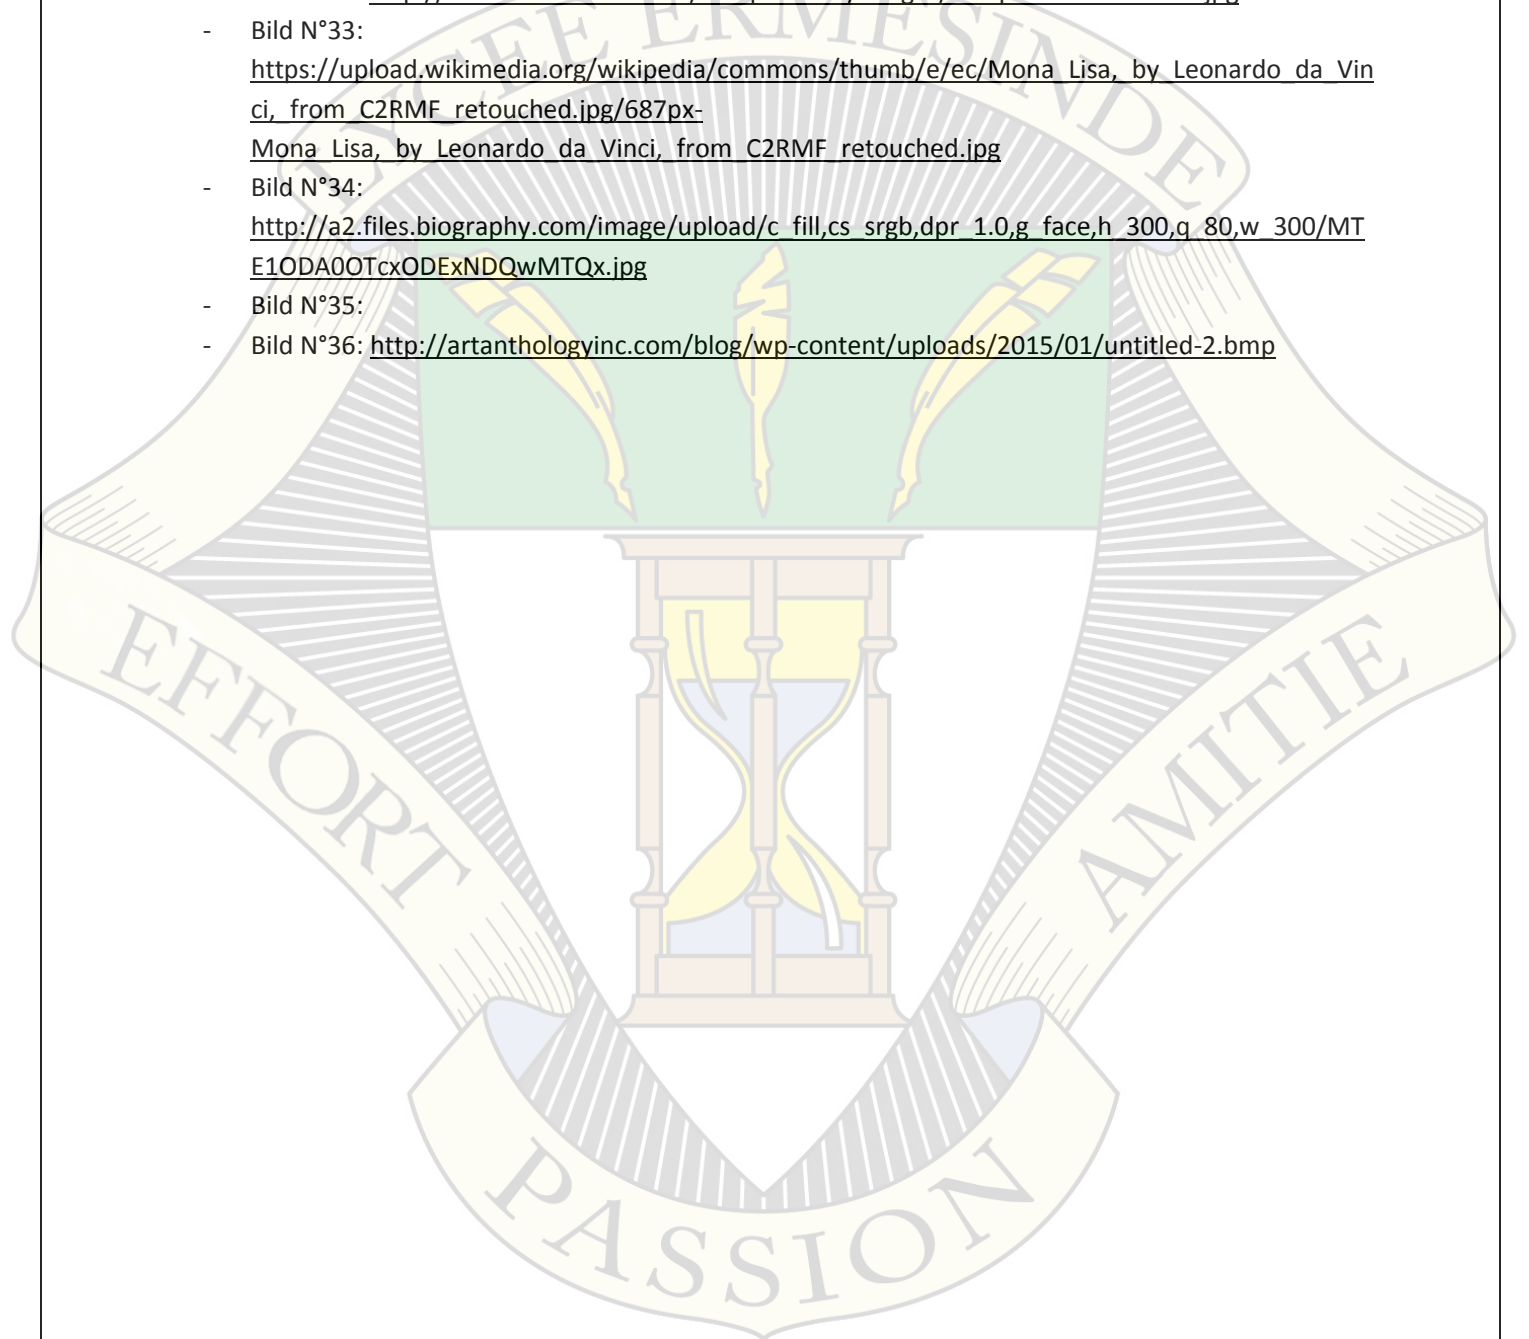 - Bild N°33:
https://upload.wikimedia.org/wikipedia/commons/thumb/e/ec/Mona_Lisa,_by_Leonardo_da_Vin
ci,_from_C2RMF_retouched.jpg/687px-
Mona_Lisa,_by_Leonardo_da_Vinci,_from_C2RMF_retouched.jpg
- Bild N°34:
http://a2.files.biography.com/image/upload/c_fill,cs_srgb,dpr_1.0,g_face,h_300,q_80,w_300/MT
E1ODA0OTcxODExNDQwMTQx.jpg
- Bild N°35:
- Bild N°36: http://artanthologyinc.com/blog/wp-content/uploads/2015/01/untitled-2.bmp
LYCEE ERMESINDE
EFFORT
AMITIE
PASSION